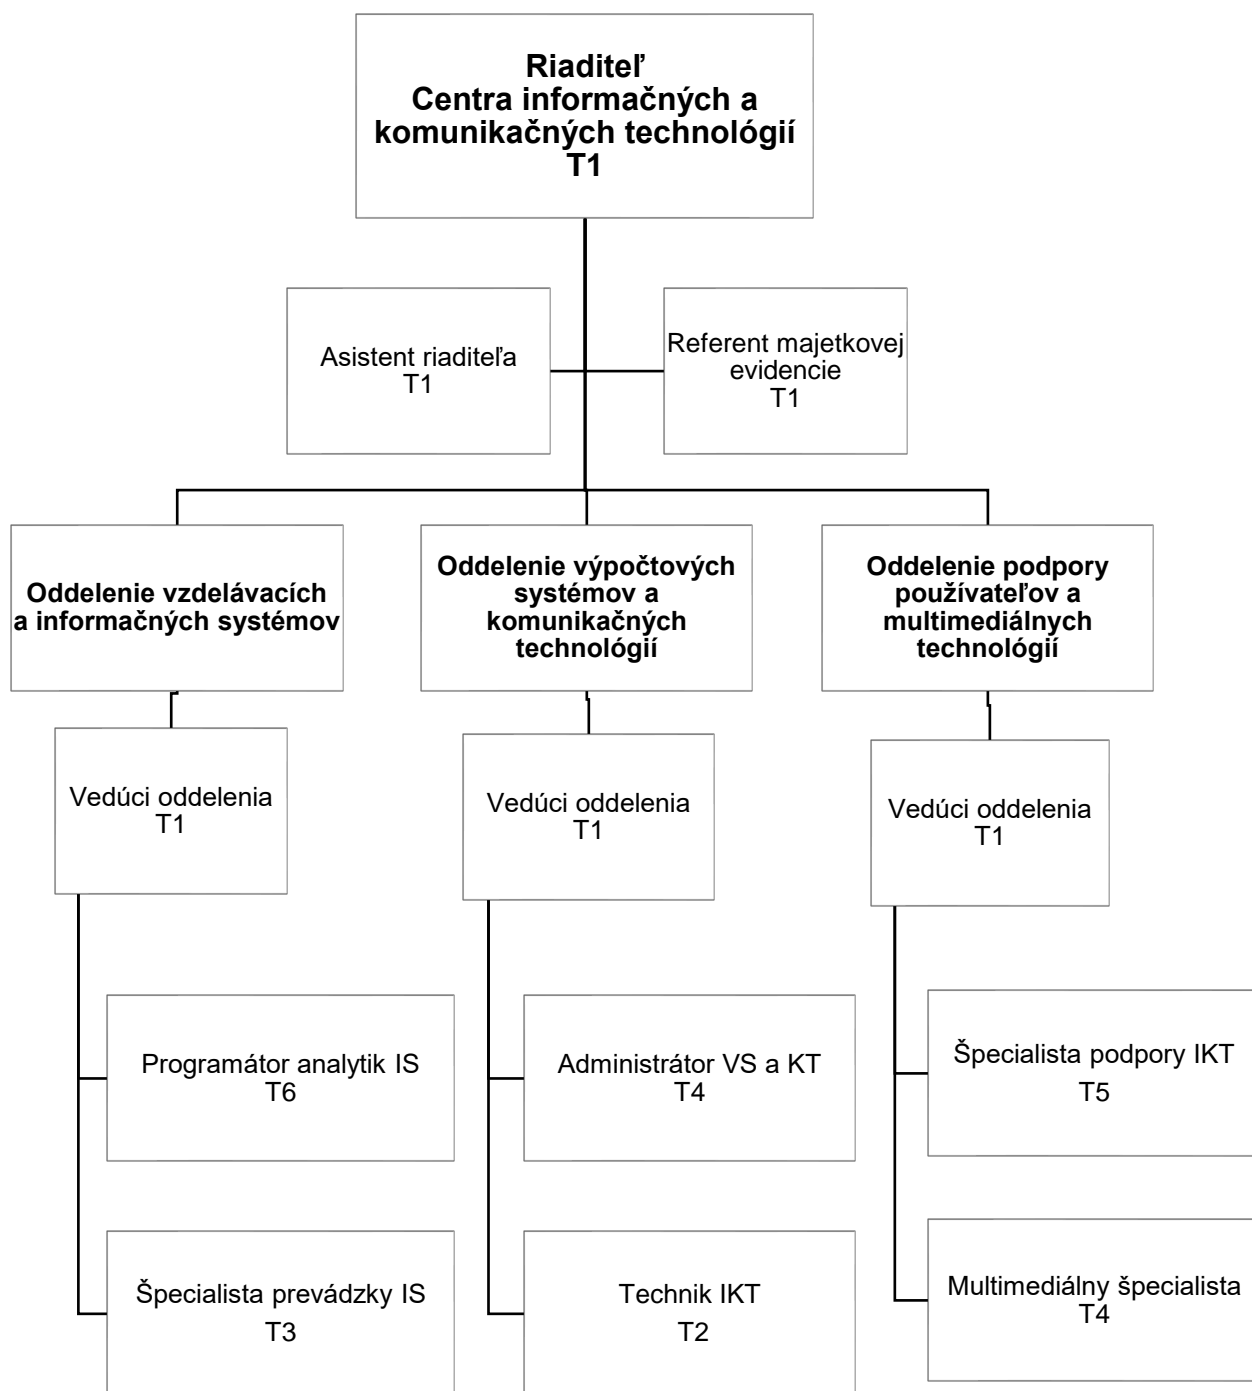 Riaditeľ
Centra informačných a
komunikačných technológií
T1
Asistent riaditeľa
T1
Referent majetkovej
evidencie
T1
Oddelenie vzdelávacích
a informačných systémov
Oddelenie výpočtových
systémov a
komunikačných
technológií
Oddelenie podpory
používateľov a
multimediálnych
technológií
Vedúci oddelenia
T1
Vedúci oddelenia
T1
Vedúci oddelenia
T1
Programátor analytik IS
T6
Administrátor VS a KT
T4
Špecialista podpory IKT
T5
Špecialista prevádzky IS
T3
Technik IKT
T2
Multimediálny špecialista
T4